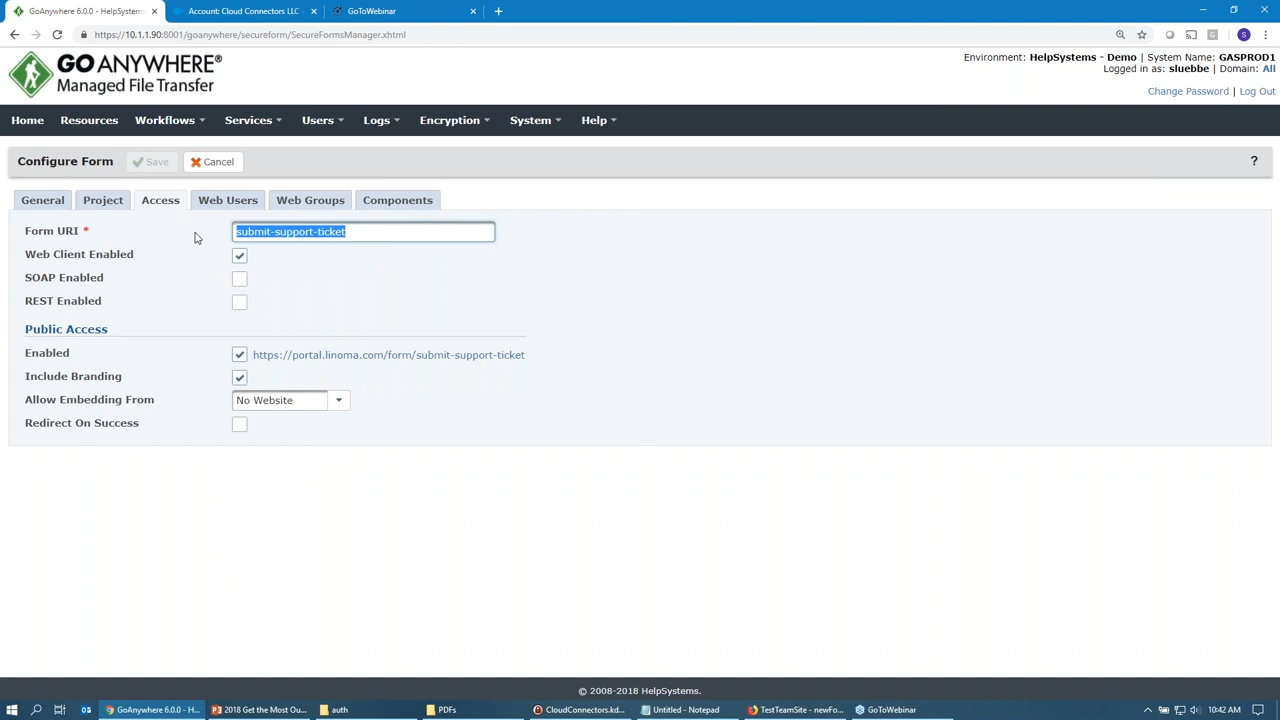 GoAnywhere 6.0.0 - HelpSystems
Account: Cloud Connectors LLC -
GoToWebinar
https://10.1.1.90:8001/goanywhere/secureform/SecureFormsManager.xhtml
S
GO ANYWHERE®
Managed File Transfer
Environment: HelpSystems - Demo | System Name: GASPROD1
Logged in as: sluebbe | Domain: All
Change Password | Log Out
Home Resources Workflows Services Users Logs Encryption System Help
Configure Form Save Cancel ?
General Project Access Web Users Web Groups Components
Form URI * submit-support-ticket
Web Client Enabled
SOAP Enabled
REST Enabled
Public Access
Enabled https://portal.linoma.com/form/submit-support-ticket
Include Branding
Allow Embedding From No Website
Redirect On Success
© 2008-2018 HelpSystems.
GoAnywhere 6.0.0 - H... 2018 Get the Most Ou... auth PDFs CloudConnectors.kd... Untitled - Notepad TestTeamSite - newFo... GoToWebinar 10:42 AM